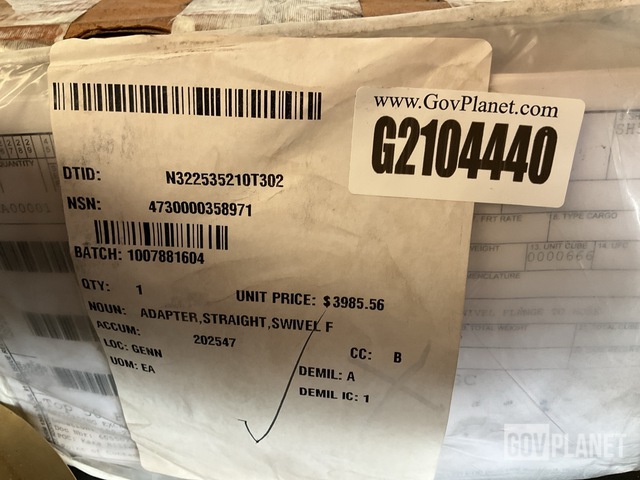 www.GovPlanet.com
G2104440
DTID: N322535210T302
NSN: 4730000358971
BATCH: 1007881604
QTY: 1 UNIT PRICE: $3985.56
NOUN: ADAPTER,STRAIGHT,SWIVEL F
ACCUM: 202547
LOC: GENN CC: B
UOM: EA DEMIL: A
DEMIL IC: 1
QUANTITY
FRT RATE
TYPE CARGO
13. UNIT CUBE
0000666
GOVPLANET